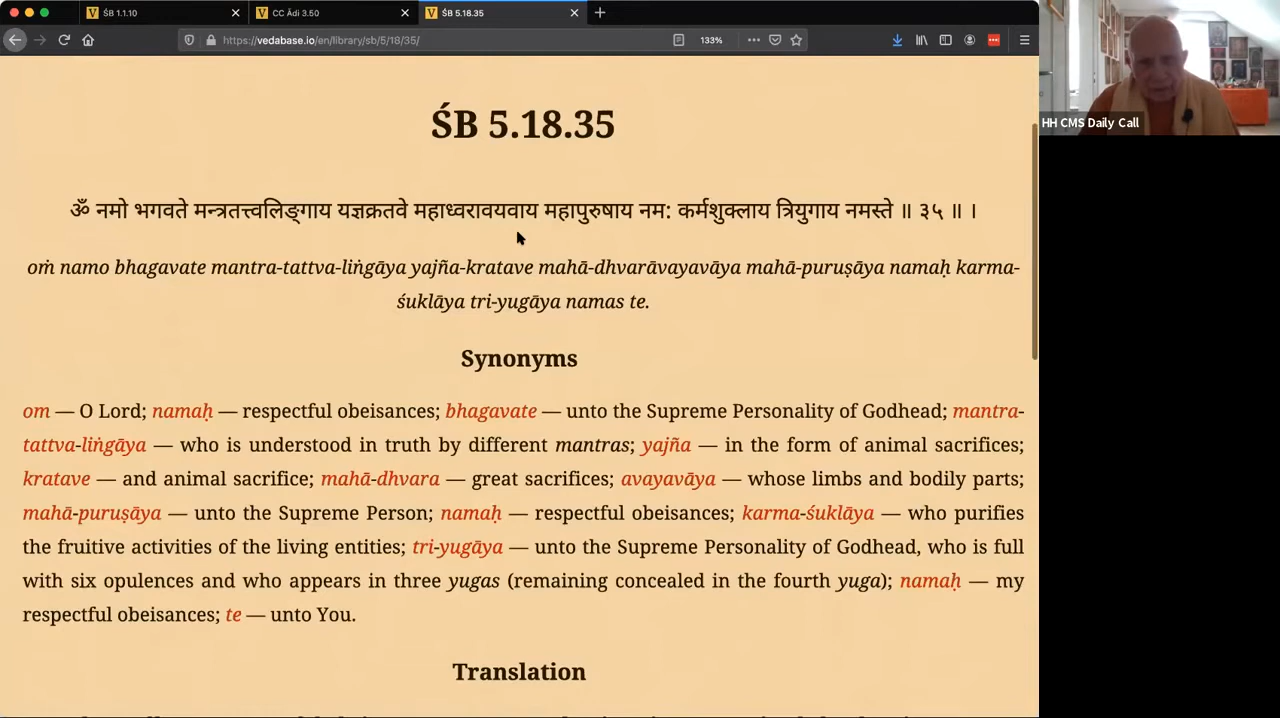 ŚB 1.1.10
CC Ādi 3.50
ŚB 5.18.35
https://vedabase.io/en/library/sb/5/18/35/
133%
HH CMS Daily Call
ŚB 5.18.35
ॐ नमो भगवते मन्त्रतत्त्वलिङ्गाय यज्ञक्रतवे महाध्वरावयवाय महापुरुषाय नम: कर्मशुक्लाय त्रियुगाय नमस्ते ॥ ३५ ॥ ।
oṁ namo bhagavate mantra-tattva-liṅgāya yajña-kratave mahā-dhvarāvayavāya mahā-puruṣāya namaḥ karma-
śuklāya tri-yugāya namas te.
Synonyms
om — O Lord; namaḥ — respectful obeisances; bhagavate — unto the Supreme Personality of Godhead; mantra-
tattva-liṅgāya — who is understood in truth by different mantras; yajña — in the form of animal sacrifices;
kratave — and animal sacrifice; mahā-dhvara — great sacrifices; avayavāya — whose limbs and bodily parts;
mahā-puruṣāya — unto the Supreme Person; namaḥ — respectful obeisances; karma-śuklāya — who purifies
the fruitive activities of the living entities; tri-yugāya — unto the Supreme Personality of Godhead, who is full
with six opulences and who appears in three yugas (remaining concealed in the fourth yuga); namaḥ — my
respectful obeisances; te — unto You.
Translation